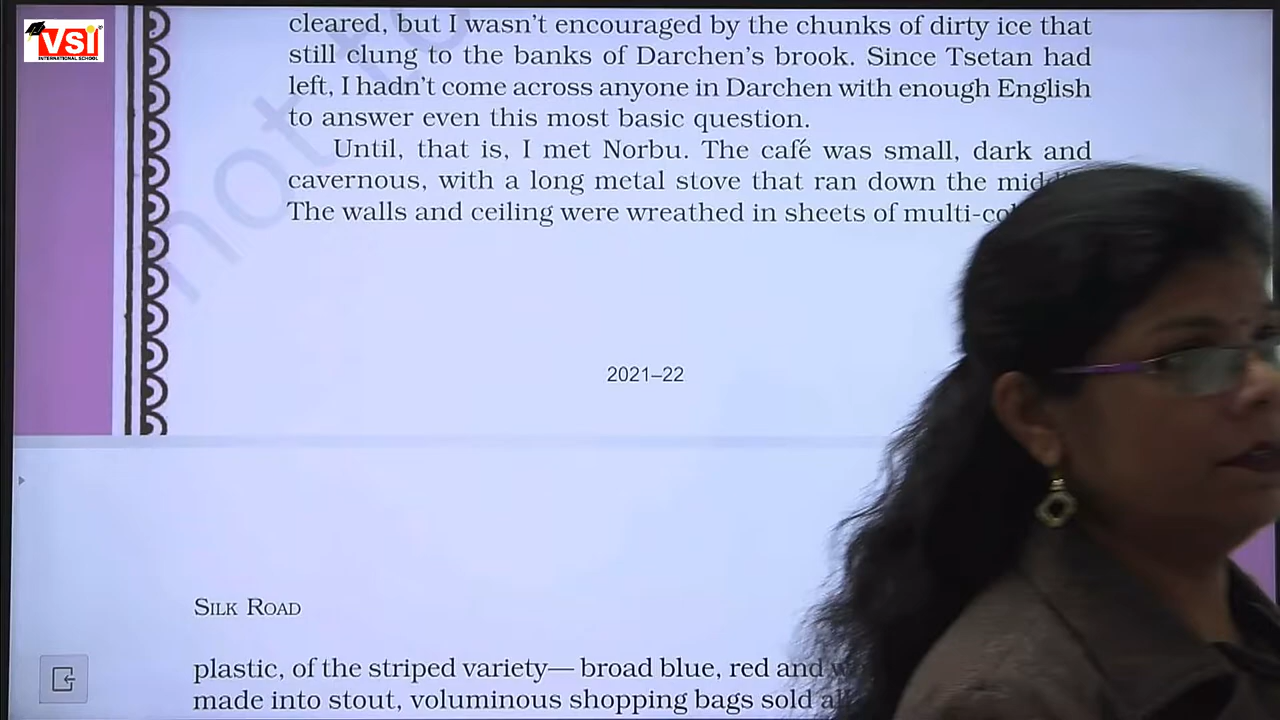 VSI
INTERNATIONAL SCHOOL
cleared, but I wasn't encouraged by the chunks of dirty ice that
still clung to the banks of Darchen's brook. Since Tsetan had
left, I hadn't come across anyone in Darchen with enough English
to answer even this most basic question.
Until, that is, I met Norbu. The café was small, dark and
cavernous, with a long metal stove that ran down the
The walls and ceiling were wreathed in sheets of
not to
2021–22
SILK ROAD
plastic, of the striped variety— broad blue, red and
made into stout, voluminous shopping bags sold